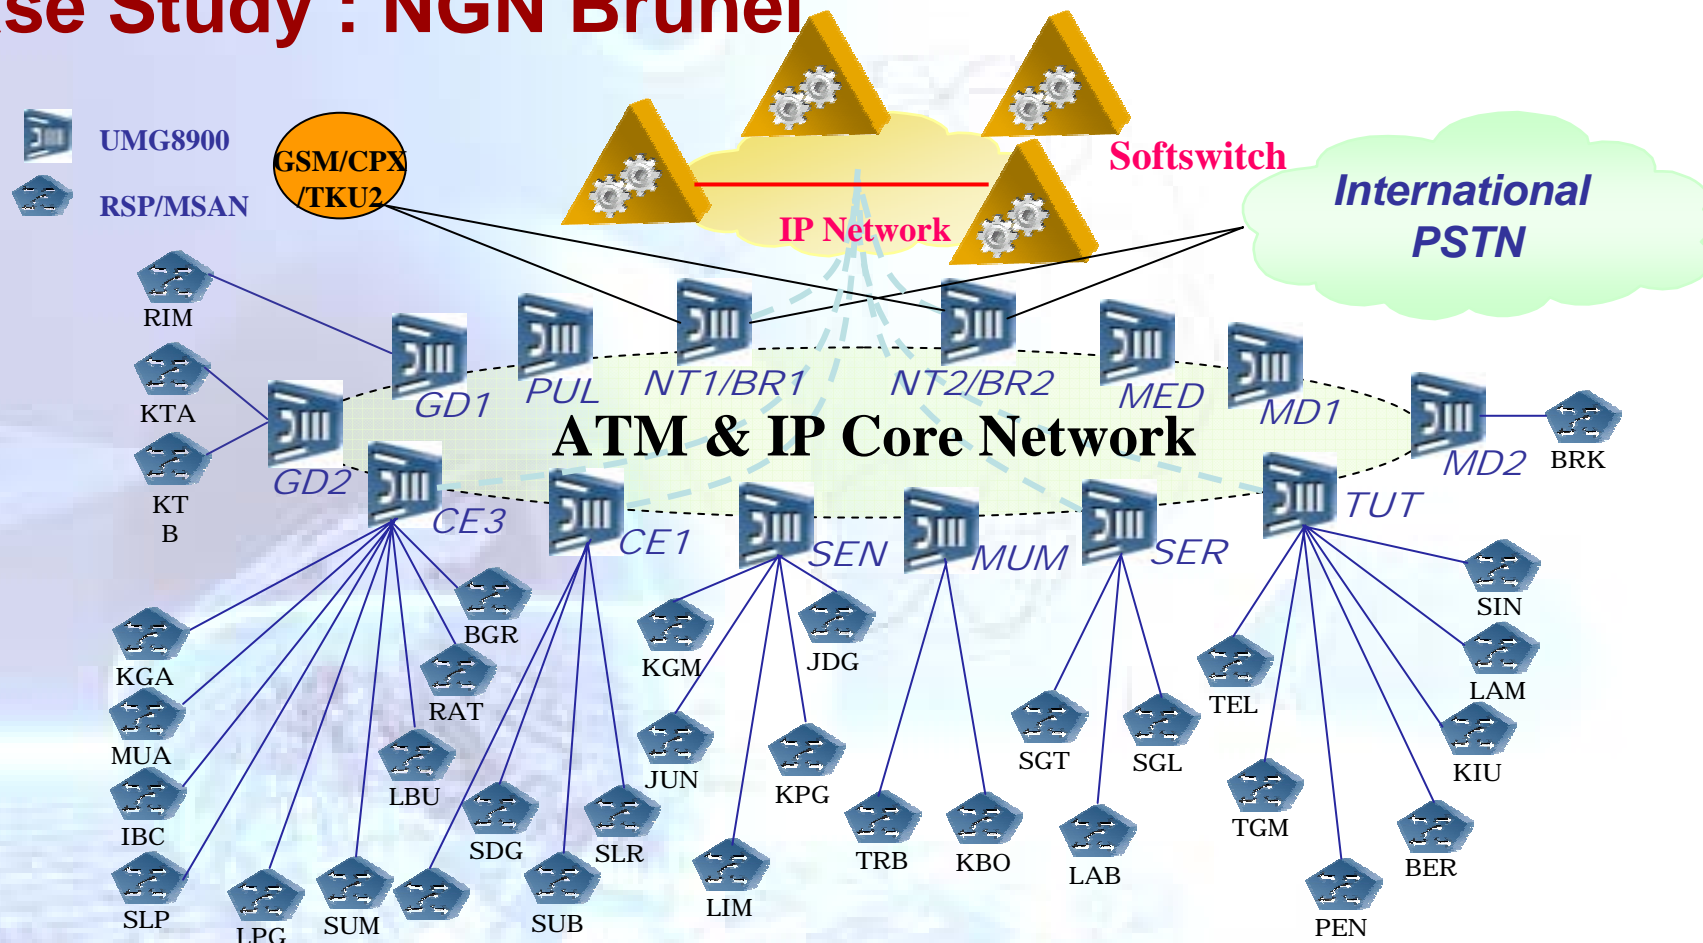 se Study : NGN Brunei
UMG8900
RSP/MSAN
GSM/CPX
/TKU2
Softswitch
IP Network
International
PSTN
RIM
KTA
KT
B
GD1
PUL
NT1/BR1
NT2/BR2
MED
MD1
MD2
BRK
GD2
ATM & IP Core Network
CE3
CE1
SEN
MUM
SER
TUT
BGR
KGA
RAT
MUA
LBU
IBC
SLP
LPG
SUM
SDG
SLR
SUB
KGM
JDG
JUN
KPG
LIM
TRB
KBO
SGT
SGL
LAB
TEL
SIN
LAM
KIU
TGM
BER
PEN